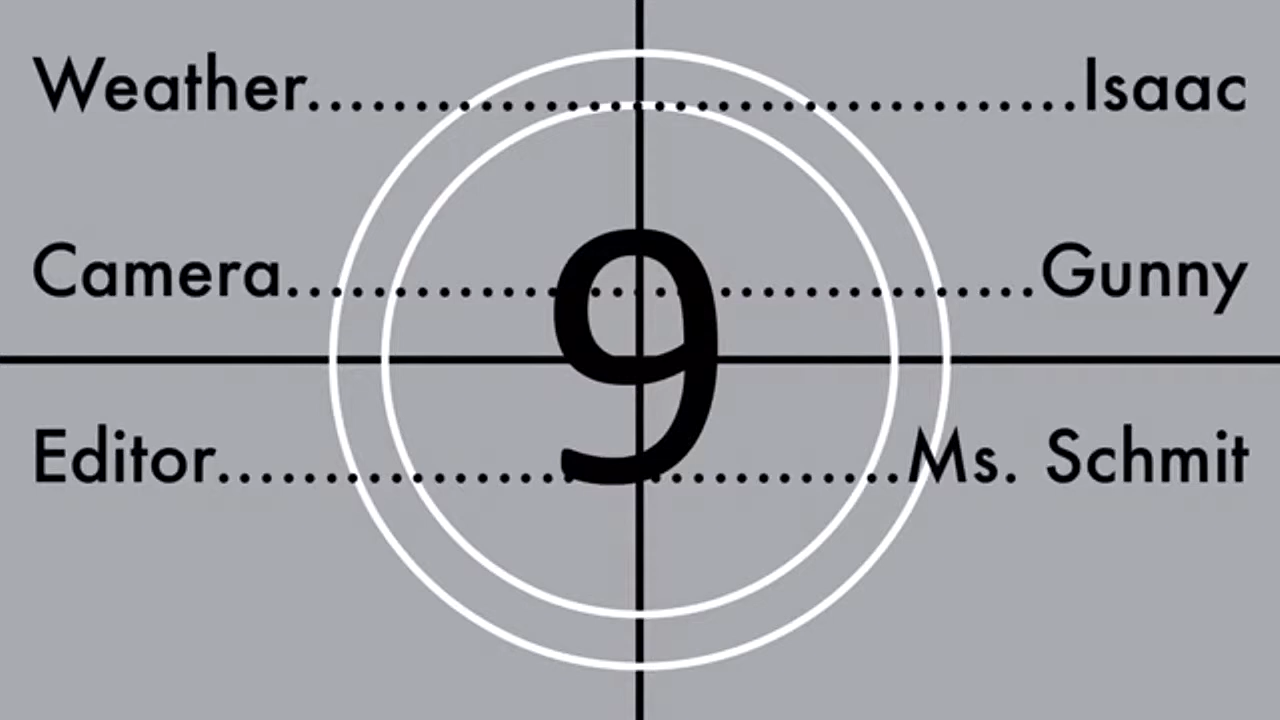 Weather..........................................Isaac
Camera..........................................Gunny
9
Editor......................................Ms. Schmit